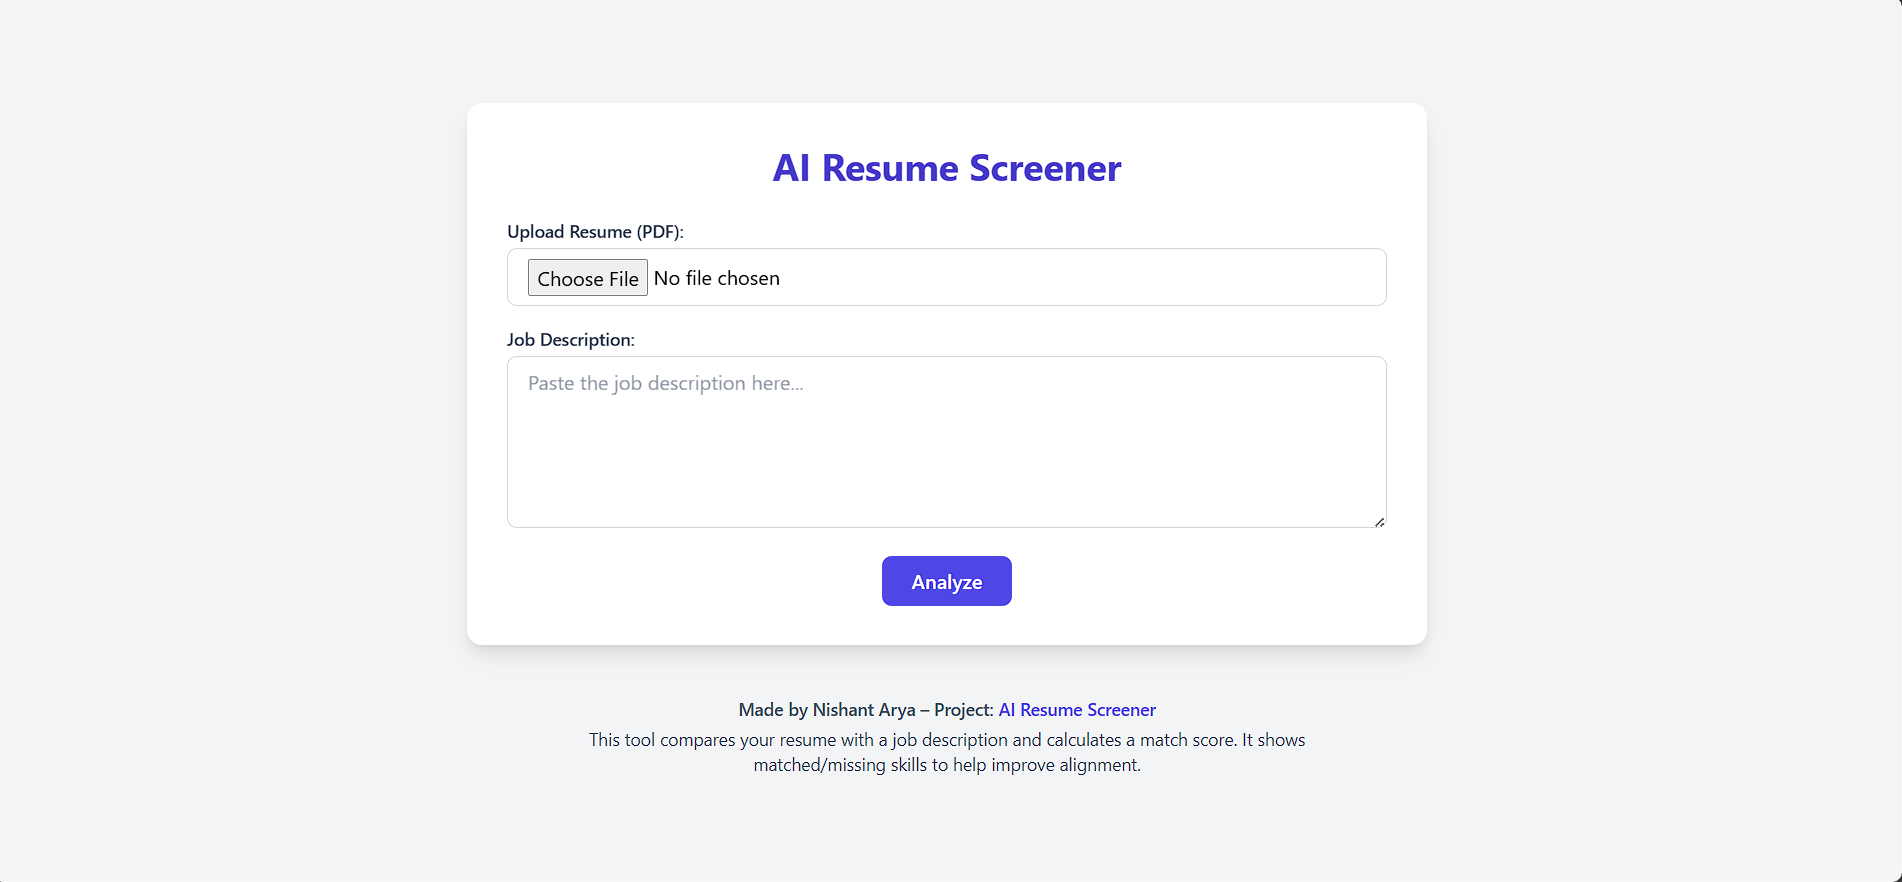 AI Resume Screener
Upload Resume (PDF):
Choose File No file chosen
Job Description:
Paste the job description here...
Analyze
Made by Nishant Arya – Project: AI Resume Screener
This tool compares your resume with a job description and calculates a match score. It shows
matched/missing skills to help improve alignment.